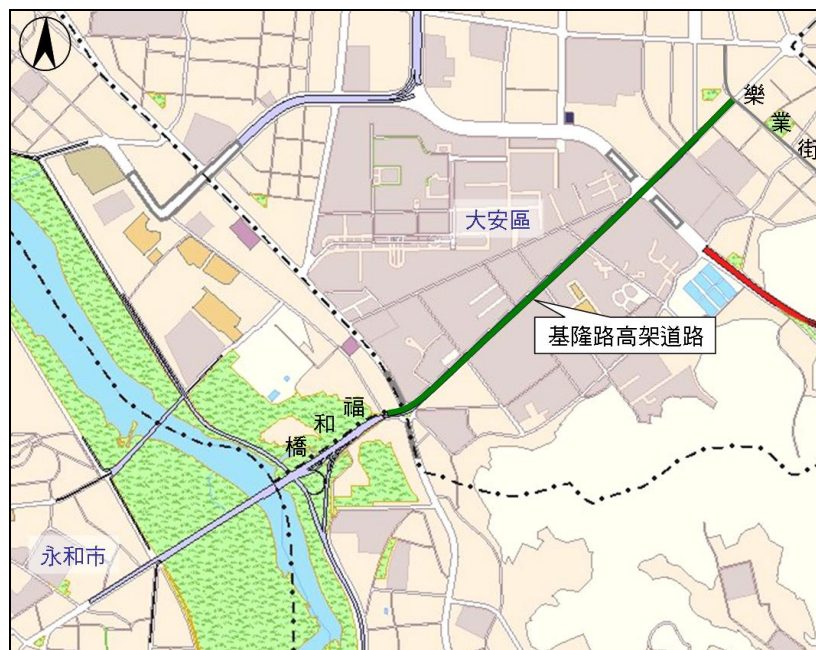 樂業街
大安區
基隆路高架道路
福和橋
永和市